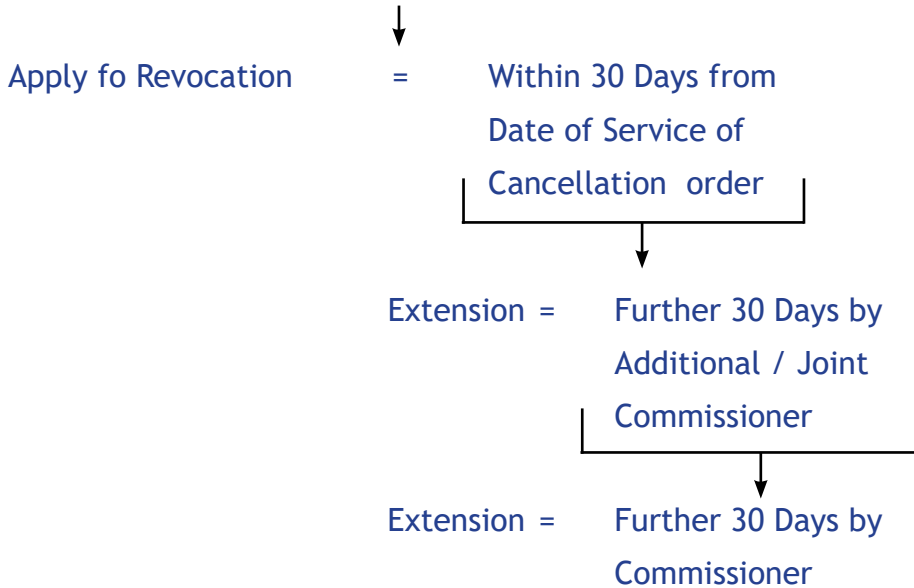 Apply fo Revocation = Within 30 Days from
Date of Service of
Cancellation order
Extension = Further 30 Days by
Additional / Joint
Commissioner
Extension = Further 30 Days by
Commissioner